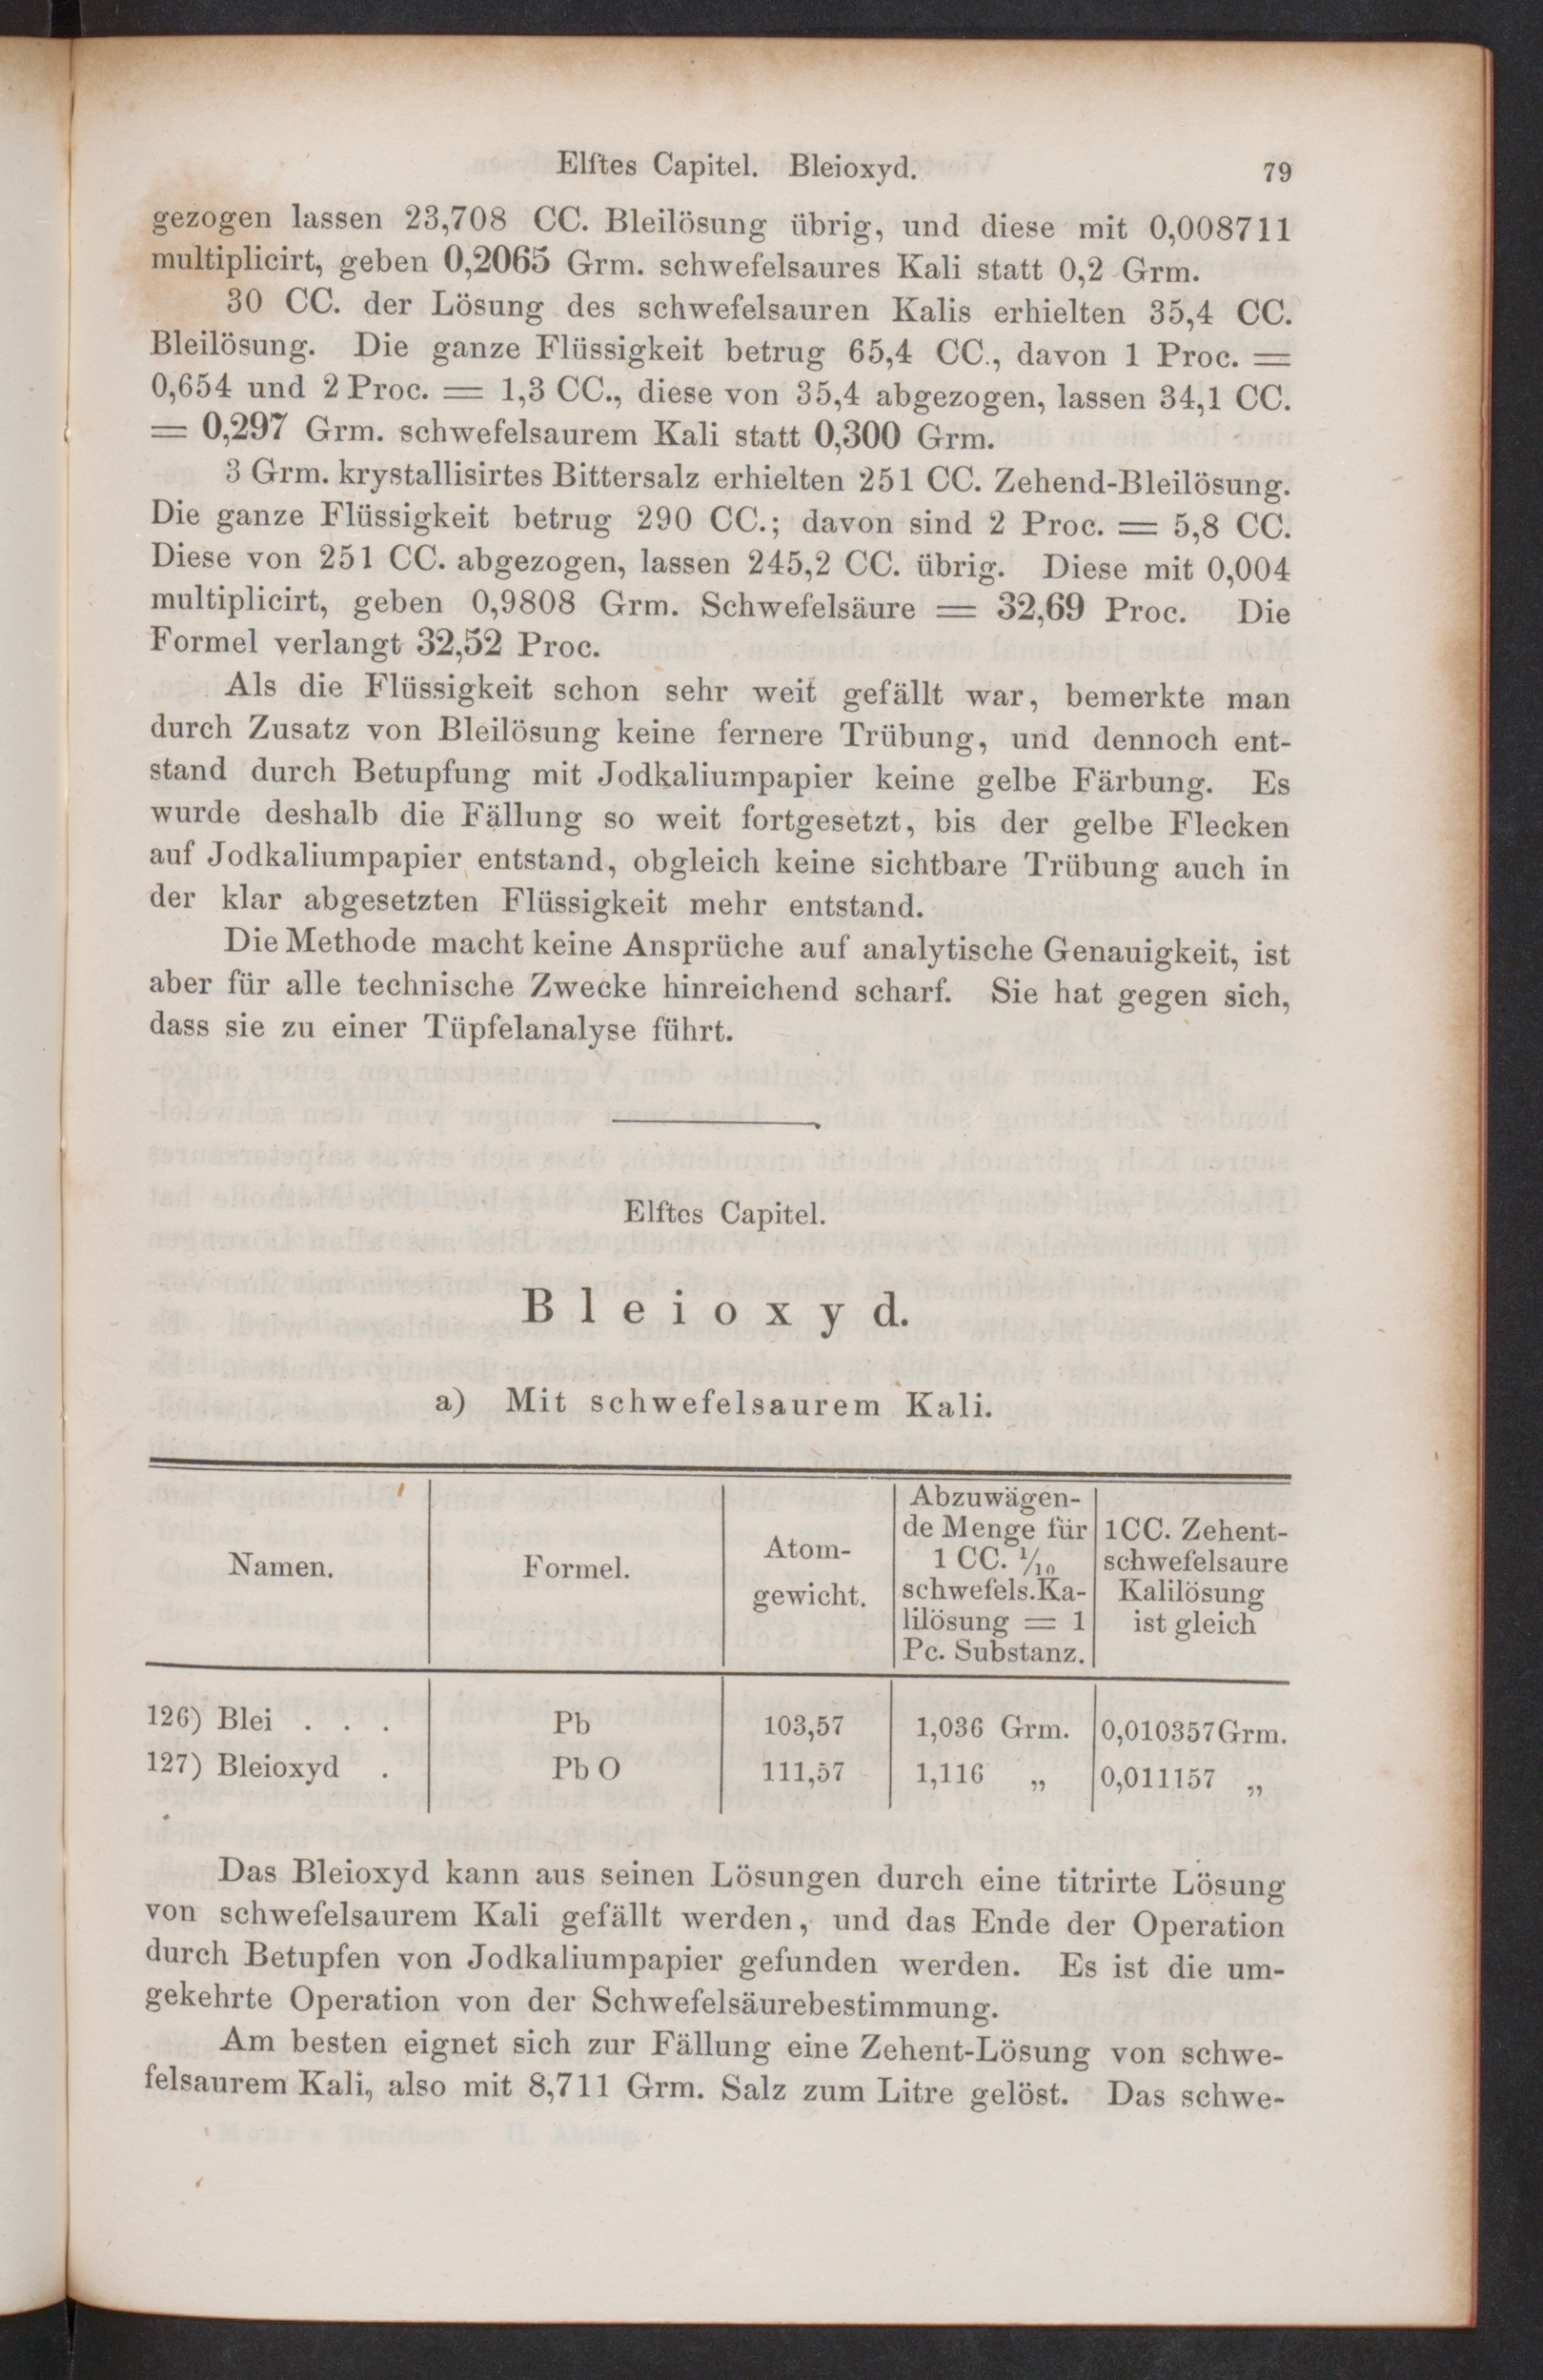 Elftes Capitel. Bleioxyd. 79
gezogen lassen 23,708 CC. Bleilösung übrig, und diese mit 0,008711
multiplicirt, geben 0,2065 Grm. schwefelsaures Kali statt 0,2 Grm.
30 CC. der Lösung des schwefelsauren Kalis erhielten 35,4 CC.
Bleilösung. Die ganze Flüssigkeit betrug 65,4 CC., davon 1 Proc. =
0,654 und 2 Proc. = 1,3 CC., diese von 35,4 abgezogen, lassen 34,1 CC.
= 0,297 Grm. schwefelsaurem Kali statt 0,300 Grm.
3 Grm. krystallisirtes Bittersalz erhielten 251 CC. Zehend-Bleilösung.
Die ganze Flüssigkeit betrug 290 CC.; davon sind 2 Proc. = 5,8 CC.
Diese von 251 CC. abgezogen, lassen 245,2 CC. übrig. Diese mit 0,004
multiplicirt, geben 0,9808 Grm. Schwefelsäure = 32,69 Proc. Die
Formel verlangt 32,52 Proc.
Als die Flüssigkeit schon sehr weit gefällt war, bemerkte man
durch Zusatz von Bleilösung keine fernere Trübung, und dennoch ent-
stand durch Betupfung mit Jodkaliumpapier keine gelbe Färbung. Es
wurde deshalb die Fällung so weit fortgesetzt, bis der gelbe Flecken
auf Jodkaliumpapier entstand, obgleich keine sichtbare Trübung auch in
der klar abgesetzten Flüssigkeit mehr entstand.
Die Methode macht keine Ansprüche auf analytische Genauigkeit, ist
aber für alle technische Zwecke hinreichend scharf. Sie hat gegen sich,
dass sie zu einer Tüpfelanalyse führt.
Elftes Capitel.
Bleioxyd.
a) Mit schwefelsaurem Kali.
Namen.
Formel.
Atom-
gewicht.
Abzuwägen-
de Menge für
1 CC. 1/10
schwefels.Ka-
lilösung = 1
Pc. Substanz.
1CC. Zehent-
schwefelsaure
Kalilösung
ist gleich
126) Blei . . . Pb 103,57 1,036 Grm. 0,010357Grm.
127) Bleioxyd . Pb O 111,57 1,116 „ 0,011157 „
Das Bleioxyd kann aus seinen Lösungen durch eine titrirte Lösung
von schwefelsaurem Kali gefällt werden, und das Ende der Operation
durch Betupfen von Jodkaliumpapier gefunden werden. Es ist die um-
gekehrte Operation von der Schwefelsäurebestimmung.
Am besten eignet sich zur Fällung eine Zehent-Lösung von schwe-
felsaurem Kali, also mit 8,711 Grm. Salz zum Litre gelöst. Das schwe-